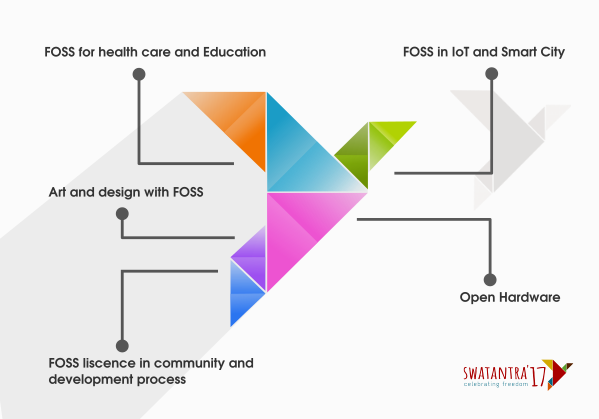 FOSS for health care and Education
FOSS in IoT and Smart City
Art and design with FOSS
Open Hardware
FOSS liscence in community and
development process
SWATANTRA'17
celebrating.freedom